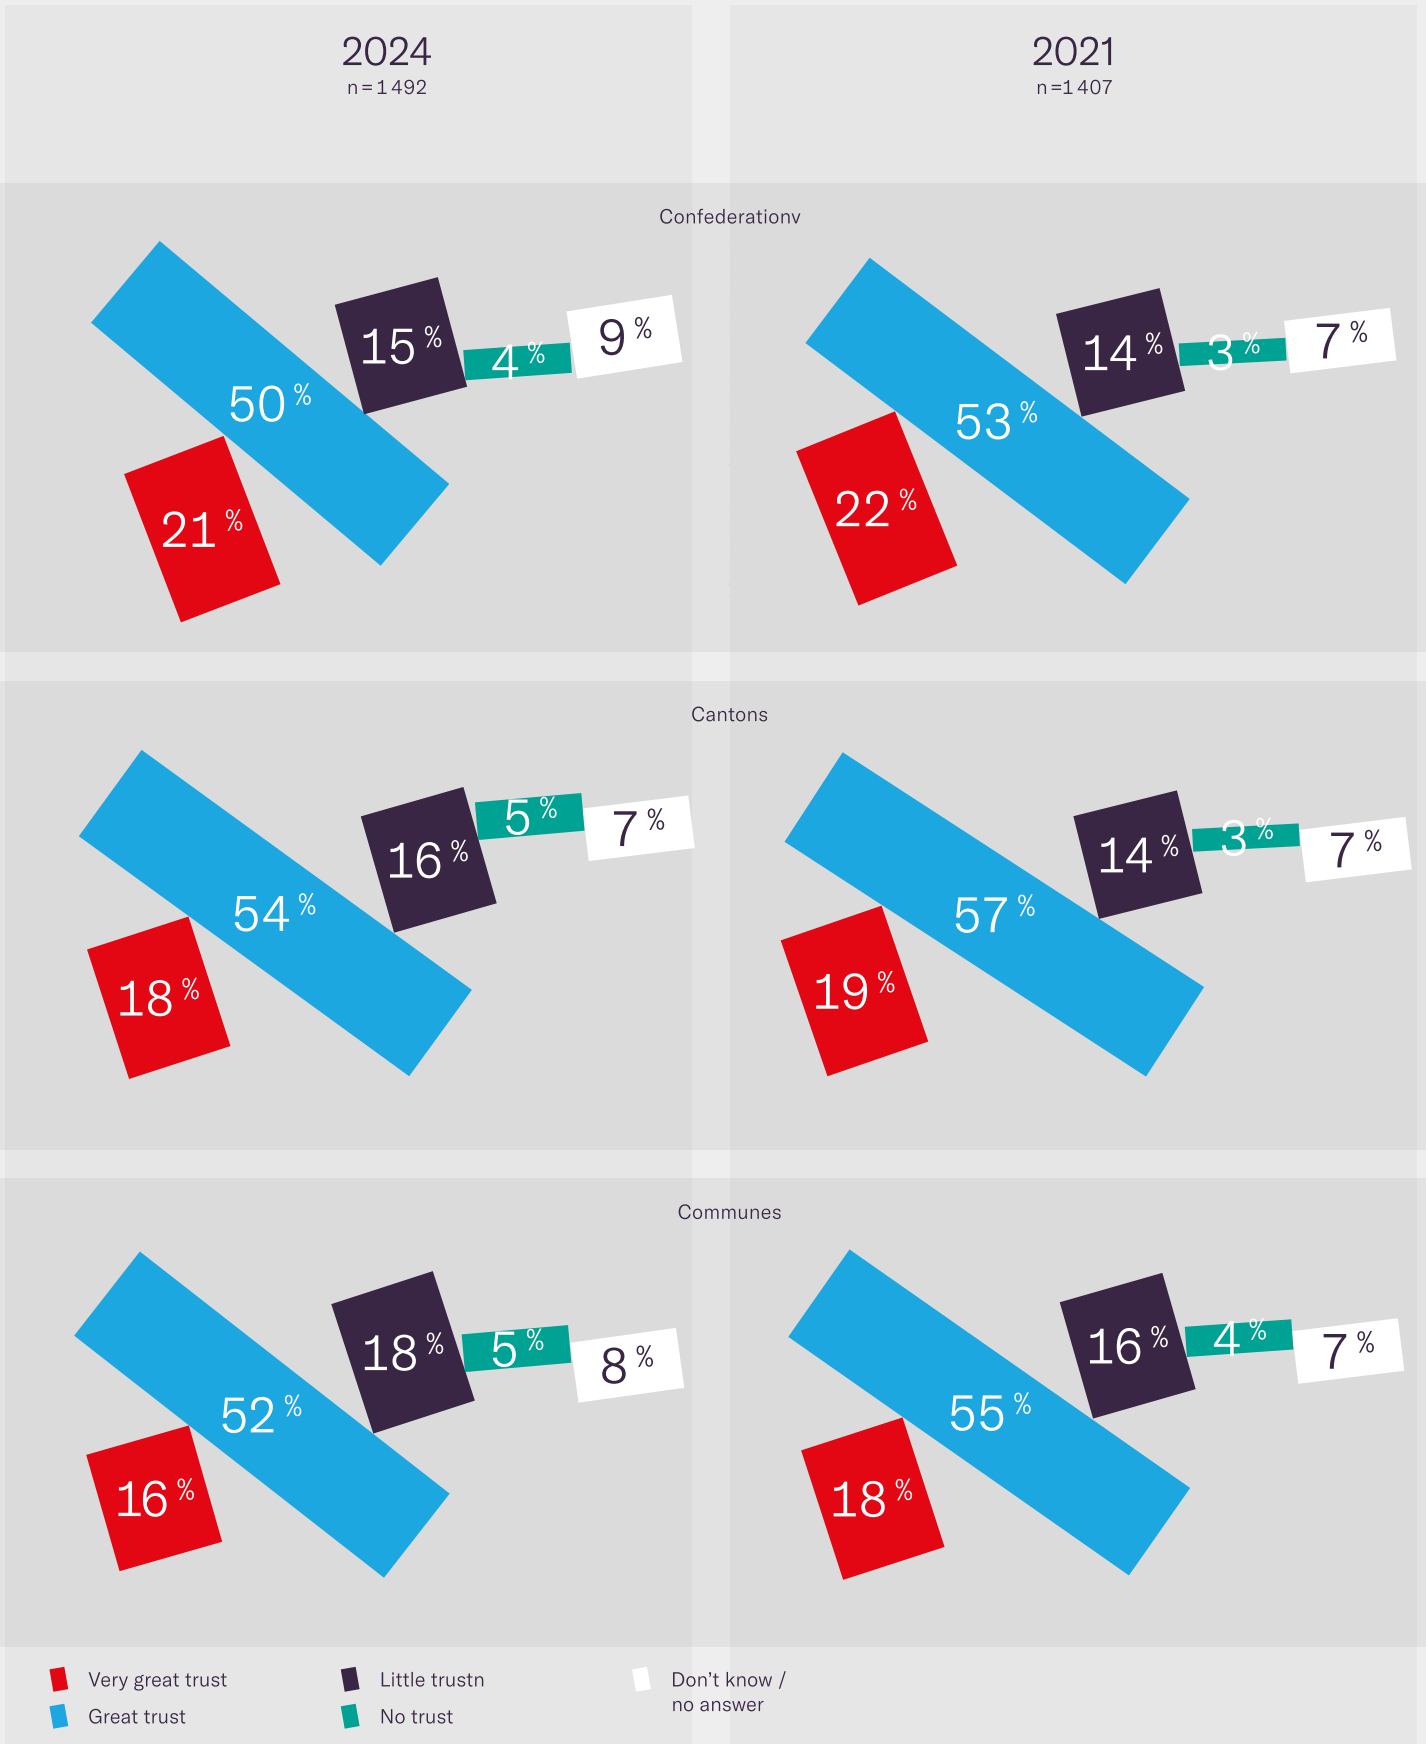 2024
n=1492
2021
n=1407
Confederationv
50 %
15 %
4 %
9 %
21 %
53 %
14 %
3 %
7 %
22 %
Cantons
54 %
16 %
5 %
7 %
18 %
57 %
14 %
3 %
7 %
19 %
Communes
52 %
18 %
5 %
8 %
16 %
55 %
16 %
4 %
7 %
18 %
Very great trust
Great trust
Little trustn
No trust
Don't know /
no answer